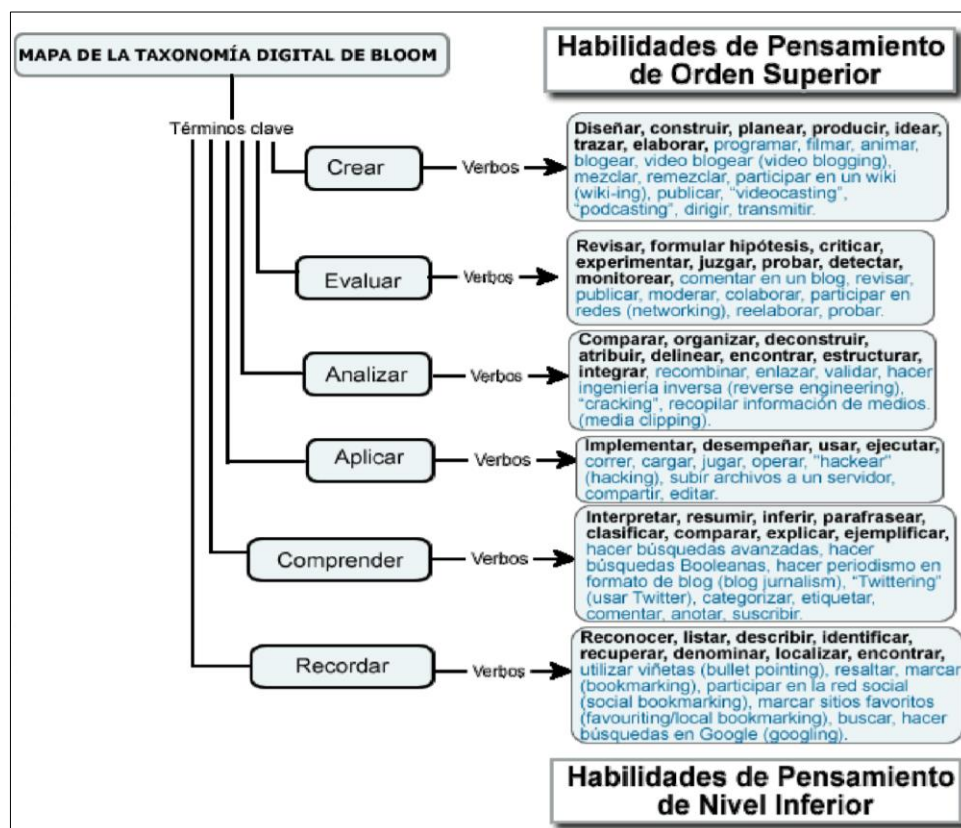 MAPA DE LA TAXONOMÍA DIGITAL DE BLOOM
Habilidades de Pensamiento
de Orden Superior
Términos clave
Crear
Verbos
Diseñar, construir, planear, producir, idear,
trazar, elaborar, programar, filmar, animar,
blogear, video blogear (video blogging),
mezclar, remezclar, participar en un wiki
(wiki-ing), publicar, “videocasting”,
“podcasting”, dirigir, transmitir.
Evaluar
Verbos
Revisar, formular hipótesis, criticar,
experimentar, juzgar, probar, detectar,
monitorear, comentar en un blog, revisar,
publicar, moderar, colaborar, participar en
redes (networking), reelaborar, probar.
Analizar
Verbos
Comparar, organizar, deconstruir,
atribuir, delinear, encontrar, estructurar,
integrar, recombinar, enlazar, validar, hacer
ingeniería inversa (reverse engineering),
“cracking”, recopilar información de medios.
(media clipping).
Aplicar
Verbos
Implementar, desempeñar, usar, ejecutar,
correr, cargar, jugar, operar, "hackear"
(hacking), subir archivos a un servidor,
compartir, editar.
Comprender
Verbos
Interpretar, resumir, inferir, parafrasear,
clasificar, comparar, explicar, ejemplificar,
hacer búsquedas avanzadas, hacer
búsquedas Booleanas, hacer periodismo en
formato de blog (blog jurnalism), “Twittering”
(usar Twitter), categorizar, etiquetar,
comentar, anotar, suscribir.
Recordar
Verbos
Reconocer, listar, describir, identificar,
recuperar, denominar, localizar, encontrar,
utilizar viñetas (bullet pointing), resaltar, marcar
(bookmarking), participar en la red social
(social bookmarking), marcar sitios favoritos
(favouriting/local bookmarking), buscar, hacer
búsquedas en Google (googling).
Habilidades de Pensamiento
de Nivel Inferior